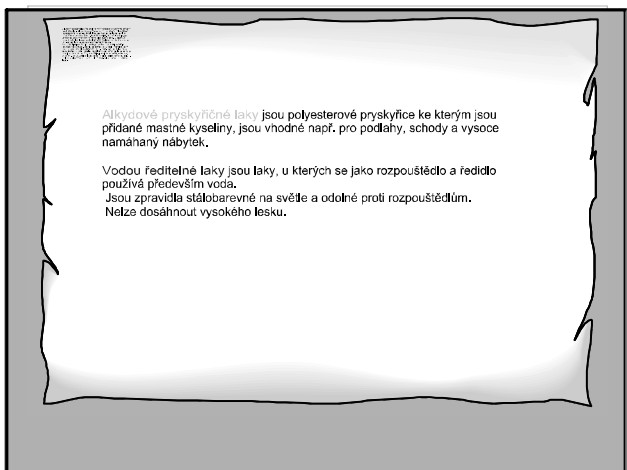 Alkydové pryskyřičné laky jsou polyesterové pryskyřice ke kterým jsou
přidané mastné kyseliny, jsou vhodné např. pro podlahy, schody a vysoce
namáhaný nábytek.
Vodou ředitelné laky jsou laky, u kterých se jako rozpouštědlo a ředidlo
používá především voda.
Jsou zpravidla stálobarevné na světle a odolné proti rozpouštědlům.
Nelze dosáhnout vysokého lesku.